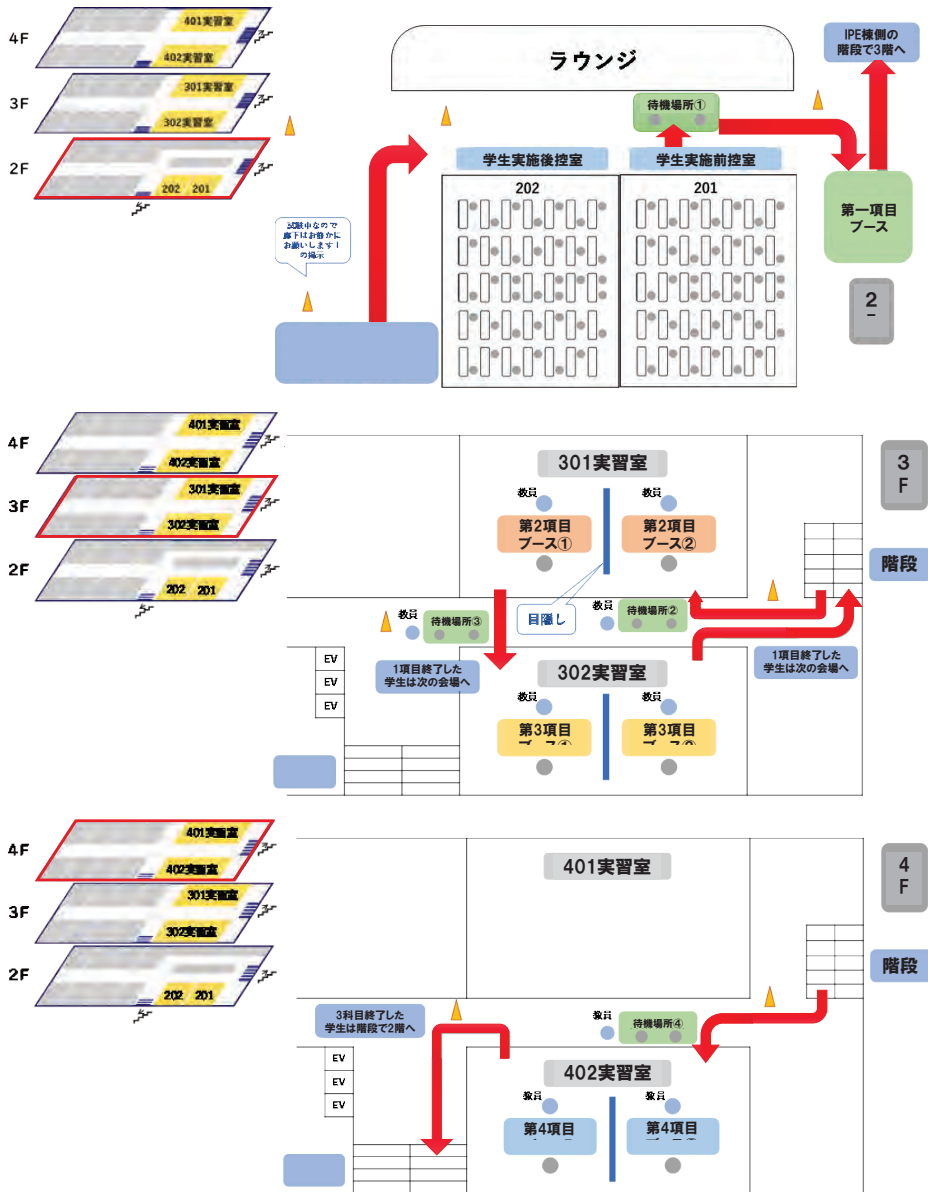 4F
401実習室
402実習室
3F
301実習室
302実習室
2F
202 201
ラウンジ
IPE棟側の
階段で3階へ
待機場所①
学生実施後控室
学生実施前控室
202
201
第一項目
ブース
試験中なので
廊下はお静かに
お願いします！
の掲示
2
4F
401実習室
402実習室
3F
301実習室
302実習室
2F
202 201
301実習室
3
F
教員
教員
第2項目
ブース①
第2項目
ブース②
階段
目隠し
教員
待機場所③
教員
待機場所②
1項目終了した
学生は次の会場へ
1項目終了した
学生は次の会場へ
302実習室
EV
EV
EV
教員
教員
第3項目
第3項目
4F
401実習室
402実習室
3F
301実習室
302実習室
2F
202 201
401実習室
4
F
階段
3科目終了した
学生は階段で2階へ
教員
待機場所④
402実習室
EV
EV
EV
教員
教員
第4項目
第4項目